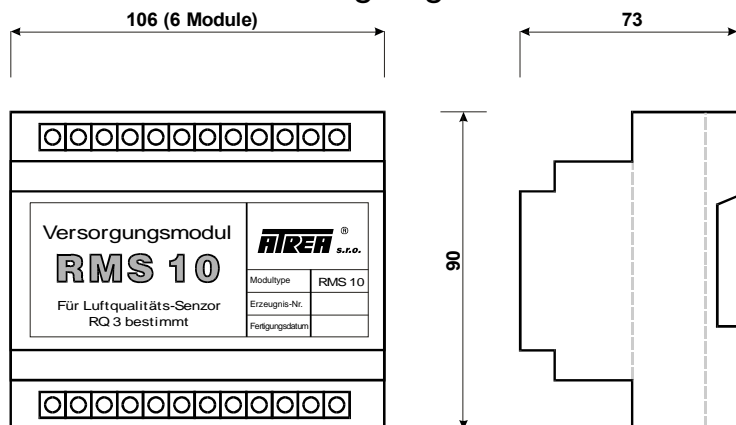 106 (6 Module)
73
90
Versorgungsmodul
RMS 10
Für Luftqualitäts-Senzor
RQ 3 bestimmt
ATREA ®
s.r.o.
Modultype RMS 10
Erzeugnis-Nr.
Fertigungsdatum